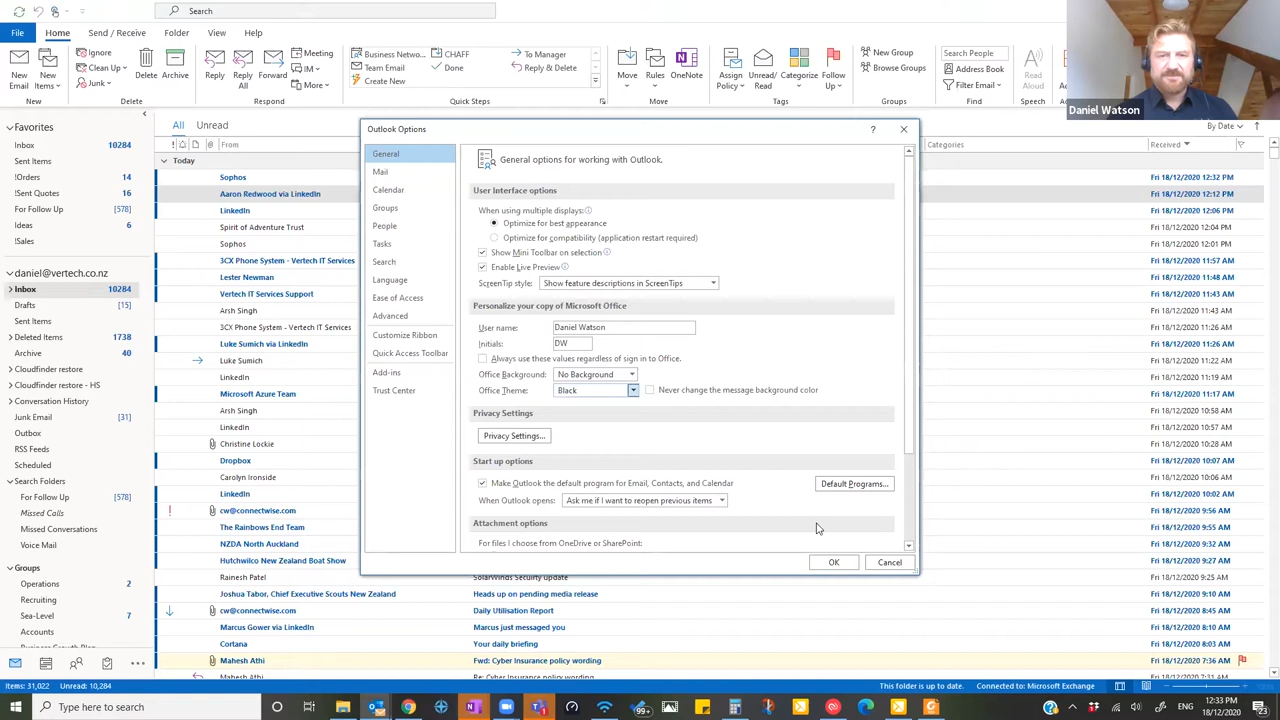 Search
File Home Send / Receive Folder View Help
New Email
New Items
New
Ignore
Clean Up
Junk
Delete
Archive
Delete
Reply
Reply All
Forward
Meeting
IM
More
Respond
Business Netwo...
Team Email
Create New
CHAFF
Done
To Manager
Reply & Delete
Quick Steps
Move
Rules
OneNote
Move
Assign Policy
Unread/ Read
Categorize
Follow Up
Tags
New Group
Browse Groups
Groups
Search People
Address Book
Filter Email
Find
Read Aloud
Speech
Daniel Watson
Favorites
Inbox 10284
Sent Items
!Orders 14
!Sent Quotes 16
For Follow Up [578]
Ideas 6
!Sales
daniel@vertech.co.nz
Inbox 10284
Drafts [15]
Sent Items
Deleted Items 1738
Archive 40
Cloudfinder restore
Cloudfinder restore - HS
Conversation History
Junk Email [31]
Outbox
RSS Feeds
Scheduled
Search Folders
For Follow Up [578]
Missed Calls
Missed Conversations
Voice Mail
Groups
Operations 2
Recruiting
Sea-Level 7
Accounts
All Unread
By Date
From
Categories
Received
Today
Sophos Fri 18/12/2020 12:32 PM
Aaron Redwood via LinkedIn Fri 18/12/2020 12:12 PM
LinkedIn Fri 18/12/2020 12:06 PM
Spirit of Adventure Trust Fri 18/12/2020 12:04 PM
Sophos Fri 18/12/2020 12:01 PM
3CX Phone System - Vertech IT Services Fri 18/12/2020 11:57 AM
Lester Newman Fri 18/12/2020 11:48 AM
Vertech IT Services Support Fri 18/12/2020 11:43 AM
Arsh Singh Fri 18/12/2020 11:43 AM
3CX Phone System - Vertech IT Services Fri 18/12/2020 11:26 AM
Luke Sumich via LinkedIn Fri 18/12/2020 11:26 AM
Luke Sumich Fri 18/12/2020 11:22 AM
LinkedIn Fri 18/12/2020 11:19 AM
Microsoft Azure Team Fri 18/12/2020 11:17 AM
Arsh Singh Fri 18/12/2020 10:58 AM
LinkedIn Fri 18/12/2020 10:57 AM
Christine Lockie Fri 18/12/2020 10:28 AM
Dropbox Fri 18/12/2020 10:07 AM
Carolyn Ironside Fri 18/12/2020 10:06 AM
LinkedIn Fri 18/12/2020 10:02 AM
cw@connectwise.com Fri 18/12/2020 9:56 AM
The Rainbows End Team Fri 18/12/2020 9:55 AM
NZDA North Auckland Fri 18/12/2020 9:32 AM
Hutchwilco New Zealand Boat Show Fri 18/12/2020 9:27 AM
Rainesh Patel SolarWinds Security update Fri 18/12/2020 9:25 AM
Joshua Tabor, Chief Executive Scouts New Zealand Heads up on pending media release Fri 18/12/2020 9:10 AM
cw@connectwise.com Daily Utilisation Report Fri 18/12/2020 8:45 AM
Marcus Gower via LinkedIn Marcus just messaged you Fri 18/12/2020 8:10 AM
Cortana Your daily briefing Fri 18/12/2020 8:03 AM
Mahesh Athi Fwd: Cyber Insurance policy wording Fri 18/12/2020 7:36 AM
Mahesh Athi Re: Cyber Insurance policy wording Fri 18/12/2020 7:31 AM
Outlook Options
General
Mail
Calendar
Groups
People
Tasks
Search
Language
Ease of Access
Advanced
Customize Ribbon
Quick Access Toolbar
Add-ins
Trust Center
General options for working with Outlook.
User Interface options
When using multiple displays:
Optimize for best appearance
Optimize for compatibility (application restart required)
Show Mini Toolbar on selection
Enable Live Preview
ScreenTip style: Show feature descriptions in ScreenTips
Personalize your copy of Microsoft Office
User name: Daniel Watson
Initials: DW
Always use these values regardless of sign in to Office.
Office Background: No Background
Office Theme: Black Never change the message background color
Privacy Settings
Privacy Settings...
Start up options
Make Outlook the default program for Email, Contacts, and Calendar Default Programs...
When Outlook opens: Ask me if I want to reopen previous items
Attachment options
For files I choose from OneDrive or SharePoint:
OK Cancel
Items: 31,022 Unread: 10,284
This folder is up to date. Connected to: Microsoft Exchange
Type here to search
99+
ENG
12:33 PM
18/12/2020
23